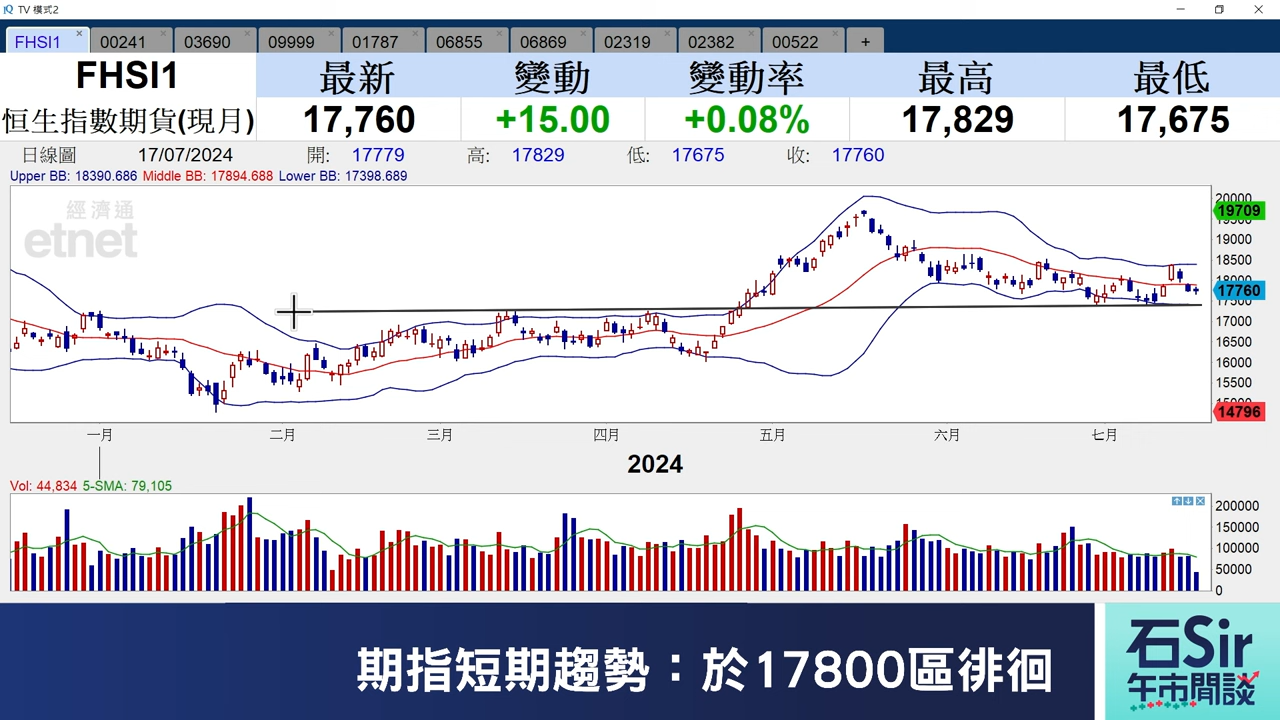 TV 模式2
FHSI1 00241 03690 09999 01787 06855 06869 02319 02382 00522 +
FHSI1 最新 變動 變動率 最高 最低
恒生指數期貨(現月) 17,760 +15.00 +0.08% 17,829 17,675
日線圖 17/07/2024 開: 17779 高: 17829 低: 17675 收: 17760
Upper BB: 18390.686 Middle BB: 17894.688 Lower BB: 17398.689
經濟通
etnet
20000
19709
19000
18500
17760
17000
16500
16000
15500
14796
一月 二月 三月 四月 五月 六月 七月
2024
Vol: 44,834 5-SMA: 79,105
200000
150000
100000
50000
0
期指短期趨勢：於17800區徘徊
石Sir
午市閒談